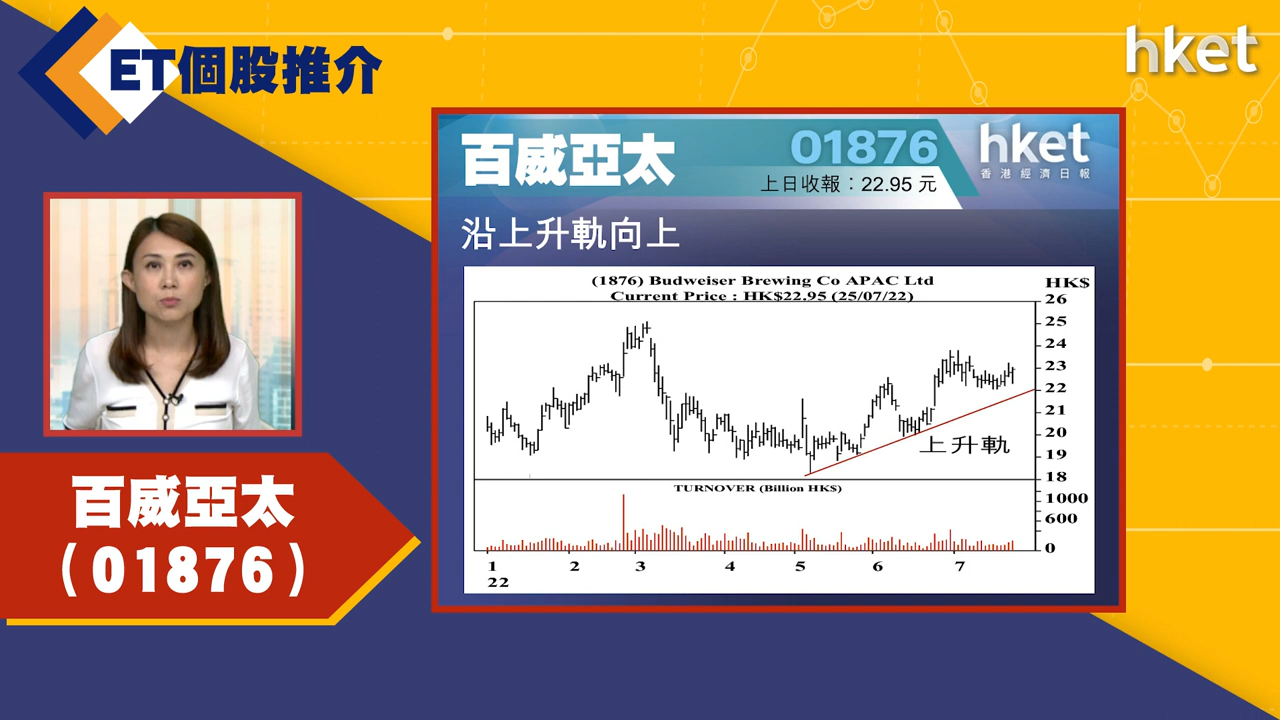 ET個股推介
hket
百威亞太
01876
上日收報：22.95 元
hket
香港經濟日報
沿上升軌向上
(1876) Budweiser Brewing Co APAC Ltd
Current Price : HK$22.95 (25/07/22)
HK$
26
25
24
23
22
21
20
19
18
上升軌
TURNOVER (Billion HK$)
1000
600
0
1 2 3 4 5 6 7
22
百威亞太
(01876)